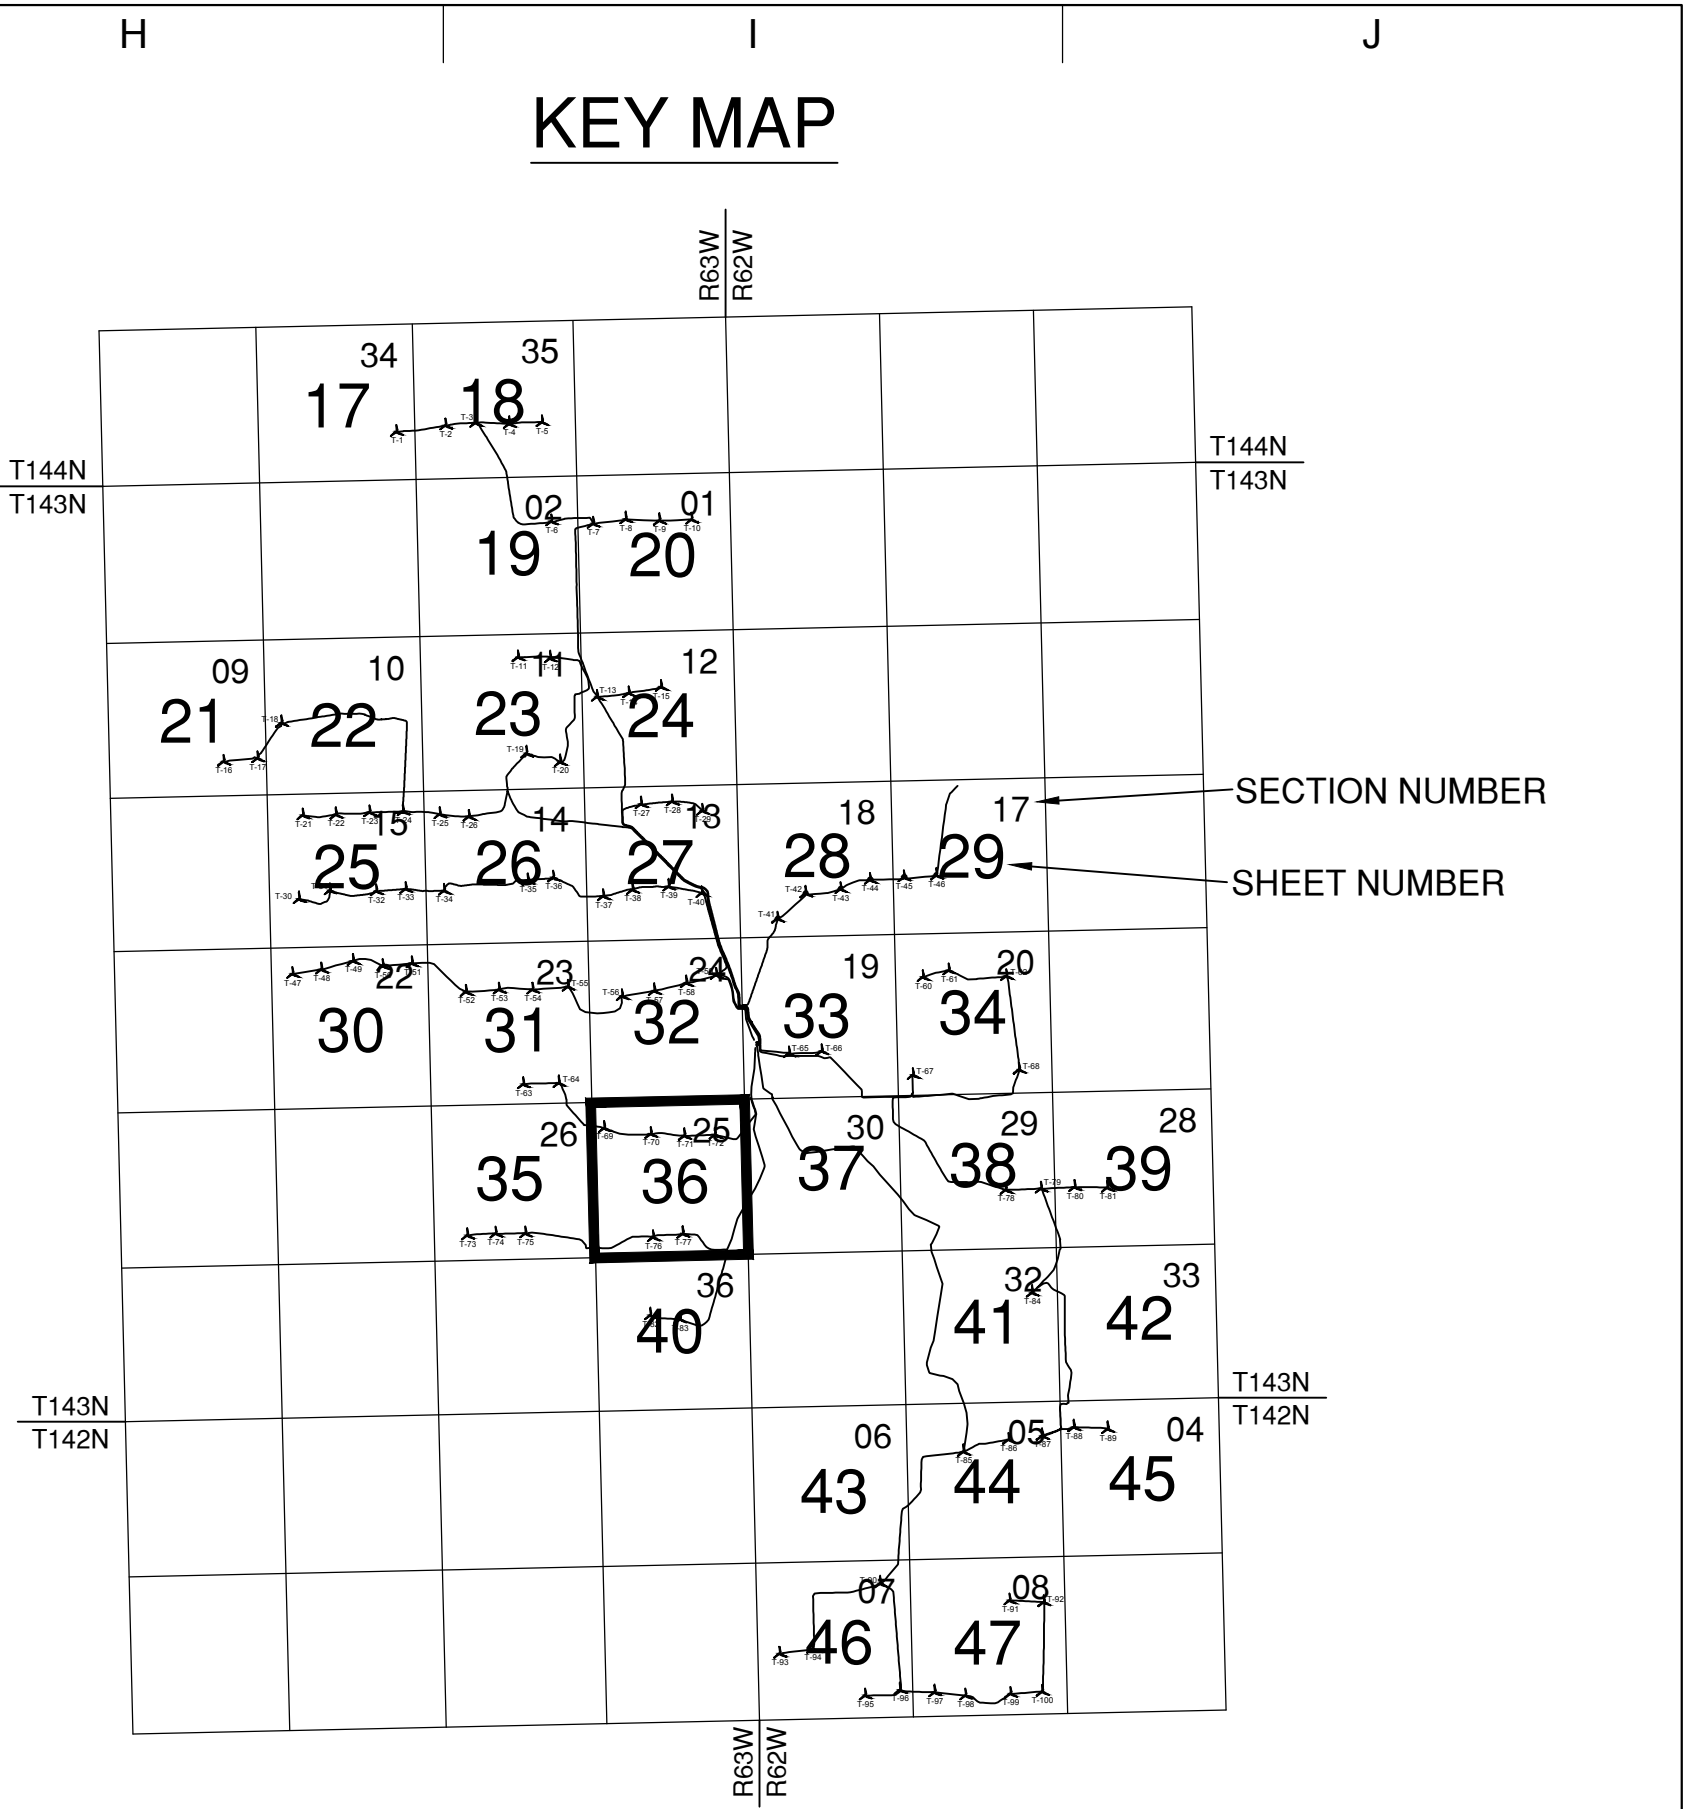 H I J
KEY MAP
R63W R62W
34 35
17 18
T-1 T-2 T-3 T-4 T-5
T144N T144N
T143N T143N
02 01
T-6 T-7 T-8 T-9 T-10
19 20
09 10 11 12
T-11 T-12 T-13 T-15
21 22 23 24
T-16 T-17 T-18 T-19 T-20
SECTION NUMBER
15 14 13 18 17
T-21 T-22 T-23 T-24 T-25 T-26 T-27 T-28 T-29
25 26 27 28 29
SHEET NUMBER
T-30 T-32 T-33 T-34 T-35 T-36 T-37 T-38 T-39 T-40 T-41 T-42 T-43 T-44 T-45 T-46
22 23 24 19 20
T-47 T-48 T-49 T-51 T-52 T-53 T-54 T-55 T-56 T-57 T-58 T-60 T-61
30 31 32 33 34
T-63 T-64 T-65 T-66 T-67 T-68
26 25 30 29 28
T-69 T-70 T-71 T-72
35 36 37 38 39
T-73 T-74 T-75 T-76 T-77 T-78 T-79 T-80 T-81
36 32 33
40 41 42
T-83 T-84
T143N T143N
T142N T142N
06 05 04
T-85 T-86 T-87 T-88 T-89
43 44 45
07 08
T-91 T-92
46 47
T-93 T-94
T-95 T-96 T-97 T-98 T-99 T-100
R63W R62W